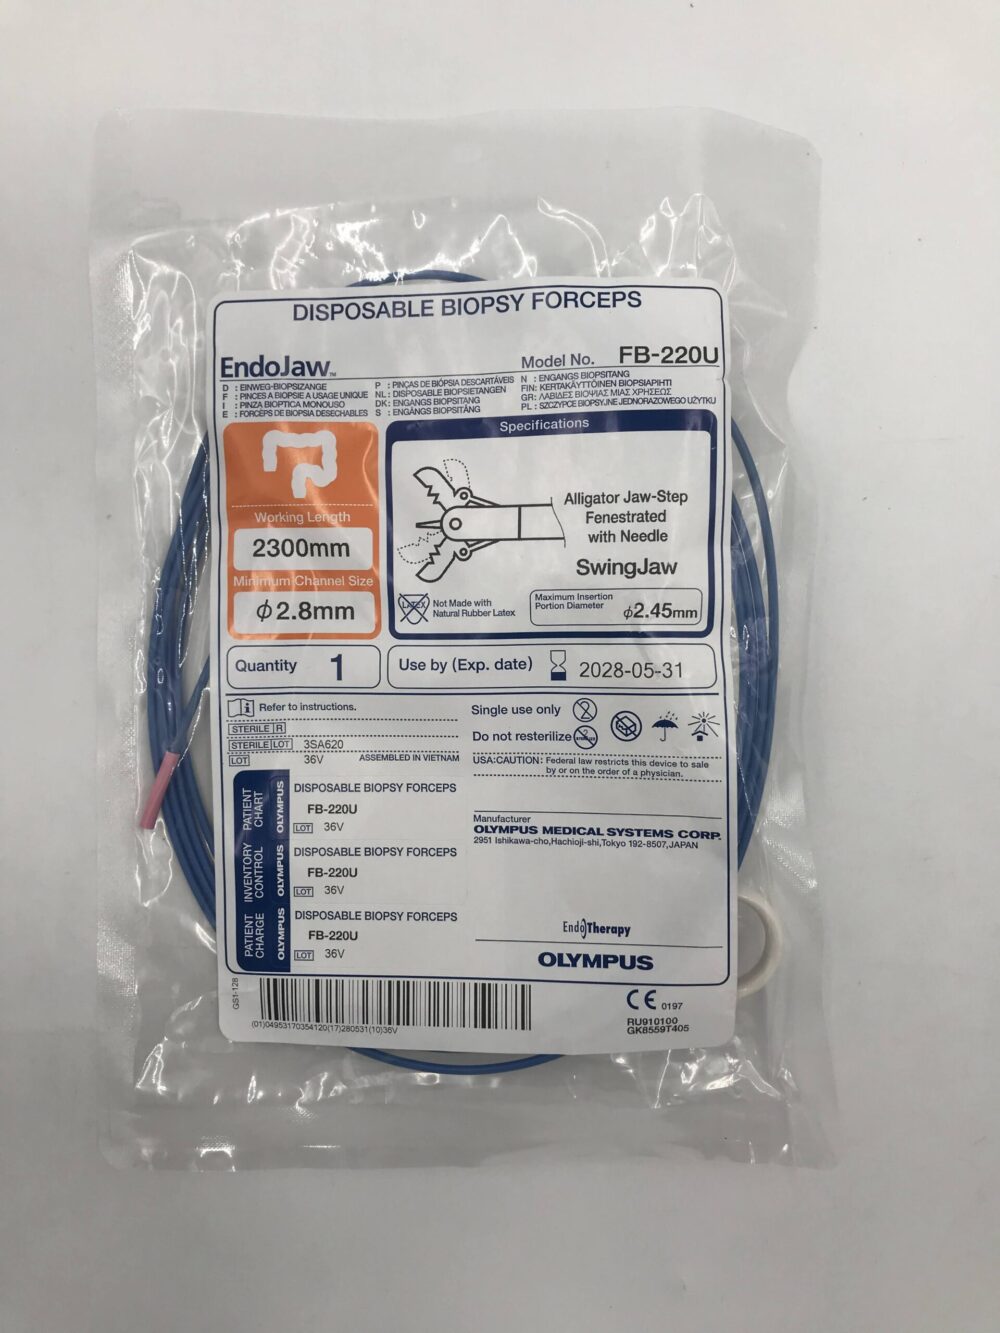 DISPOSABLE BIOPSY FORCEPS
EndoJaw™
Model No. FB-220U
D : EINWEG-BIOPSIZANGE
F : PINCES A BIOPSIE A USAGE UNIQUE
I : PINZA BIOPTICA MONOUSO
E : FORCEPS DE BIOPSIA DESECHABLES
P : PINÇAS DE BIÓPSIA DESCARTÁVEIS
NL: DISPOSABLE BIOPSIETANGEN
DK: ENGANGS BIOPSITANG
S : ENGÅNGS BIOPSITÅNG
N : ENGANGS BIOPSITANG
FIN: KERTAKÄYTTÖINEN BIOPSIAPIHTI
GR: ΛΑΒΙΔΕΣ ΒΙΟΨΙΑΣ ΜΙΑΣ ΧΡΗΣΕΩΣ
PL : SZCZYPCE BIOPSYJNE JEDNORAZOWEGO UŻYTKU
Working Length
2300mm
Minimum Channel Size
φ2.8mm
Specifications
Alligator Jaw-Step
Fenestrated
with Needle
SwingJaw
LATEX
Not Made with
Natural Rubber Latex
Maximum Insertion
Portion Diameter
φ2.45mm
Quantity 1
Use by (Exp. date) 2028-05-31
Refer to instructions.
STERILE R
STERILE LOT 3SA620
LOT 36V
ASSEMBLED IN VIETNAM
Single use only 2
Do not resterilize 2
USA:CAUTION: Federal law restricts this device to sale
by or on the order of a physician.
PATIENT
CHART
OLYMPUS
DISPOSABLE BIOPSY FORCEPS
FB-220U
LOT 36V
INVENTORY
CONTROL
OLYMPUS
DISPOSABLE BIOPSY FORCEPS
FB-220U
LOT 36V
PATIENT
CHARGE
OLYMPUS
DISPOSABLE BIOPSY FORCEPS
FB-220U
LOT 36V
Manufacturer
OLYMPUS MEDICAL SYSTEMS CORP.
2951 Ishikawa-cho,Hachioji-shi,Tokyo 192-8507,JAPAN
EndoTherapy
OLYMPUS
GS1-128
(01)04953170354120(17)280531(10)36V
CE 0197
RU910100
GK8559T405